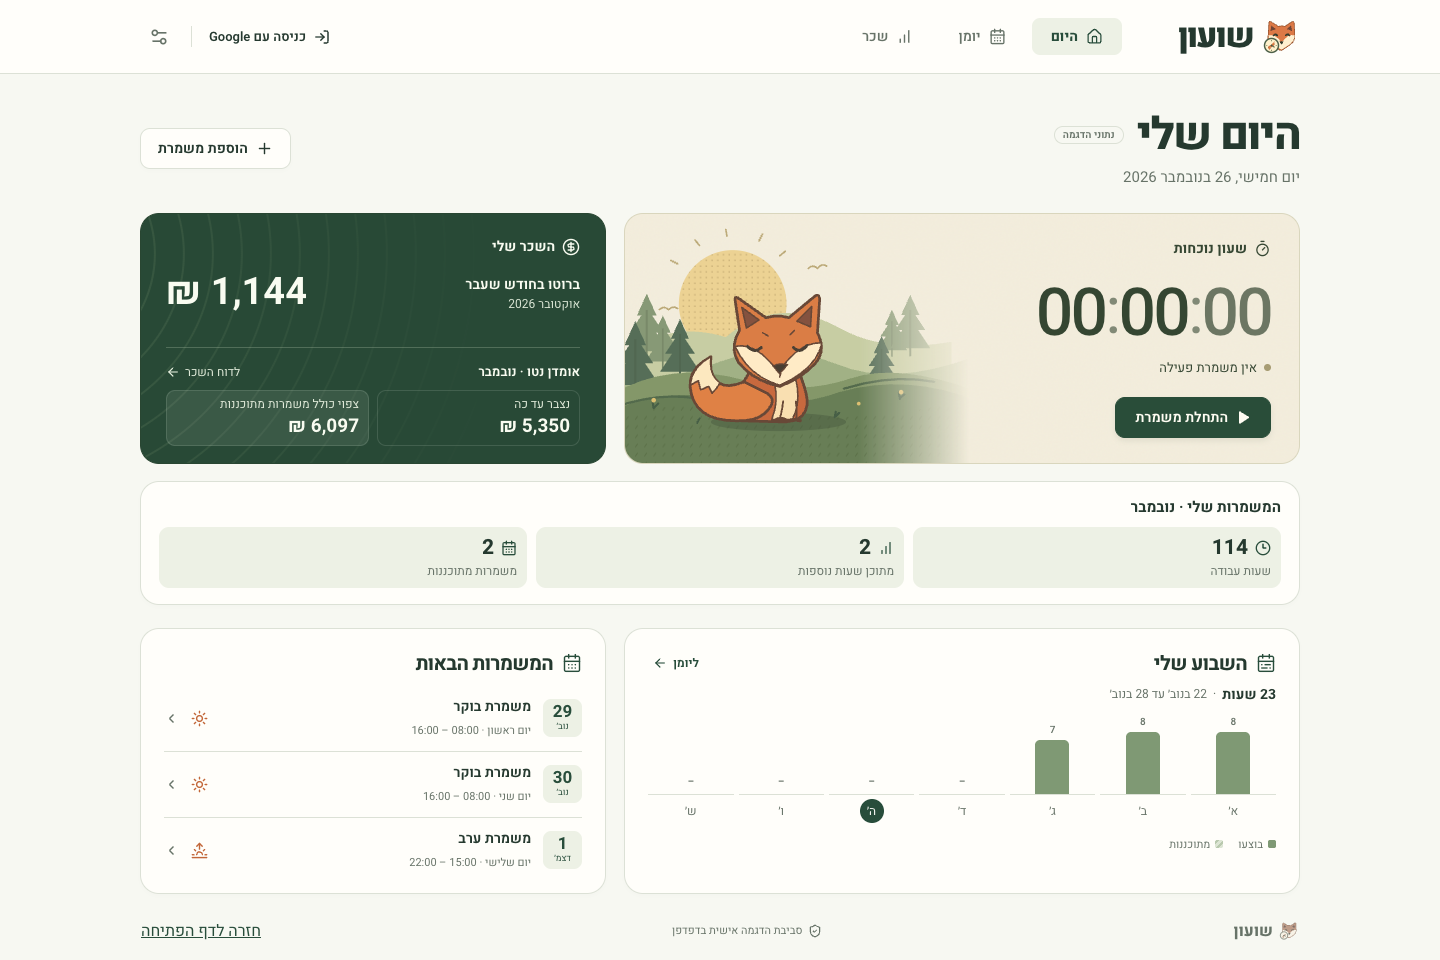 שועון
היום
יומן
שכר
כניסה עם Google
היום שלי
נתוני הדגמה
יום חמישי, 26 בנובמבר 2026
הוספת משמרת
שעון נוכחות
00:00:00
אין משמרת פעילה
התחלת משמרת
השכר שלי
ברוטו בחודש שעבר
אוקטובר 2026
1,144 ₪
אומדן נטו · נובמבר
לדוח השכר
נצבר עד כה
5,350 ₪
צפוי כולל משמרות מתוכננות
6,097 ₪
המשמרות שלי · נובמבר
114
שעות עבודה
2
מתוכן שעות נוספות
2
משמרות מתוכננות
השבוע שלי
ליומן
23 שעות · 22 בנוב׳ עד 28 בנוב׳
8
8
7
–
–
–
–
א׳
ב׳
ג׳
ד׳
ה׳
ו׳
ש׳
בוצעו
מתוכננות
המשמרות הבאות
29
נוב׳
משמרת בוקר
יום ראשון · 08:00 – 16:00
30
נוב׳
משמרת בוקר
יום שני · 08:00 – 16:00
1
דצמ׳
משמרת ערב
יום שלישי · 15:00 – 22:00
שועון
סביבת הדגמה אישית בדפדפן
חזרה לדף הפתיחה